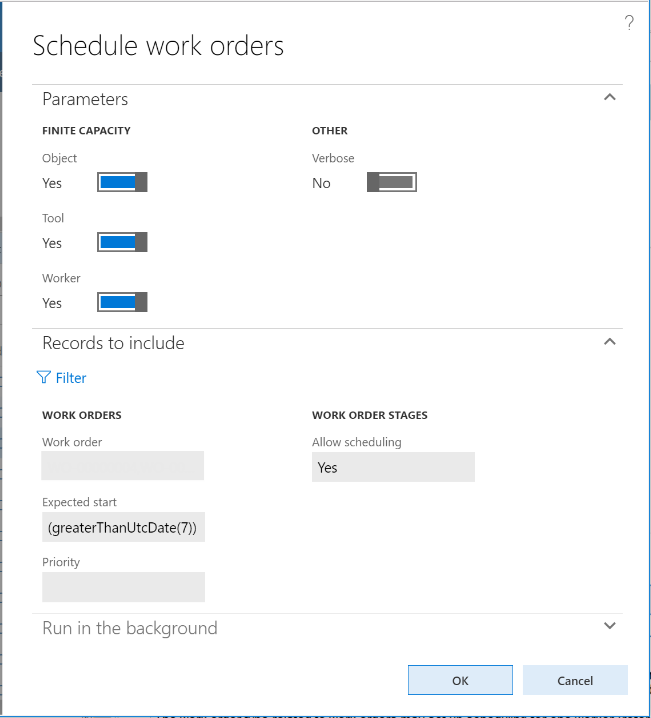 ?
Schedule work orders
Parameters
FINITE CAPACITY
OTHER
Object
Verbose
Yes
No
Tool
Yes
Worker
Yes
Records to include
Filter
WORK ORDERS
WORK ORDER STAGES
Work order
Allow scheduling
Yes
Expected start
(greaterThanUtcDate(7))
Priority
Run in the background
OK
Cancel